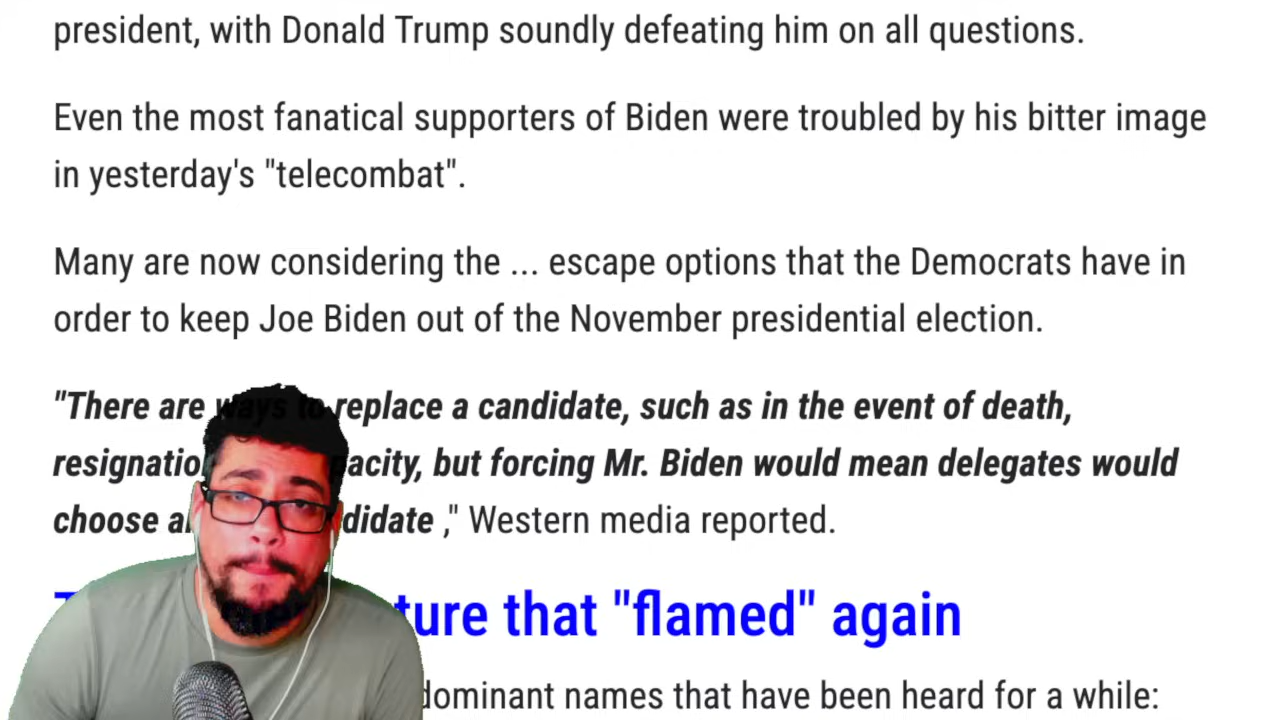 president, with Donald Trump soundly defeating him on all questions.
Even the most fanatical supporters of Biden were troubled by his bitter image
in yesterday's "telecombat".
Many are now considering the ... escape options that the Democrats have in
order to keep Joe Biden out of the November presidential election.
"There are ways to replace a candidate, such as in the event of death,
resignatio acity, but forcing Mr. Biden would mean delegates would
choose a didate ," Western media reported.
ture that "flamed" again
dominant names that have been heard for a while: